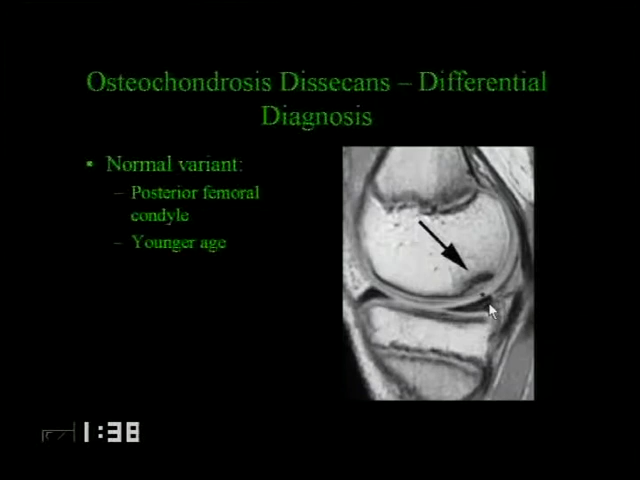 Osteochondrosis Dissecans – Differential
Diagnosis
▪ Normal variant:
– Posterior femoral
condyle
– Younger age
1:38